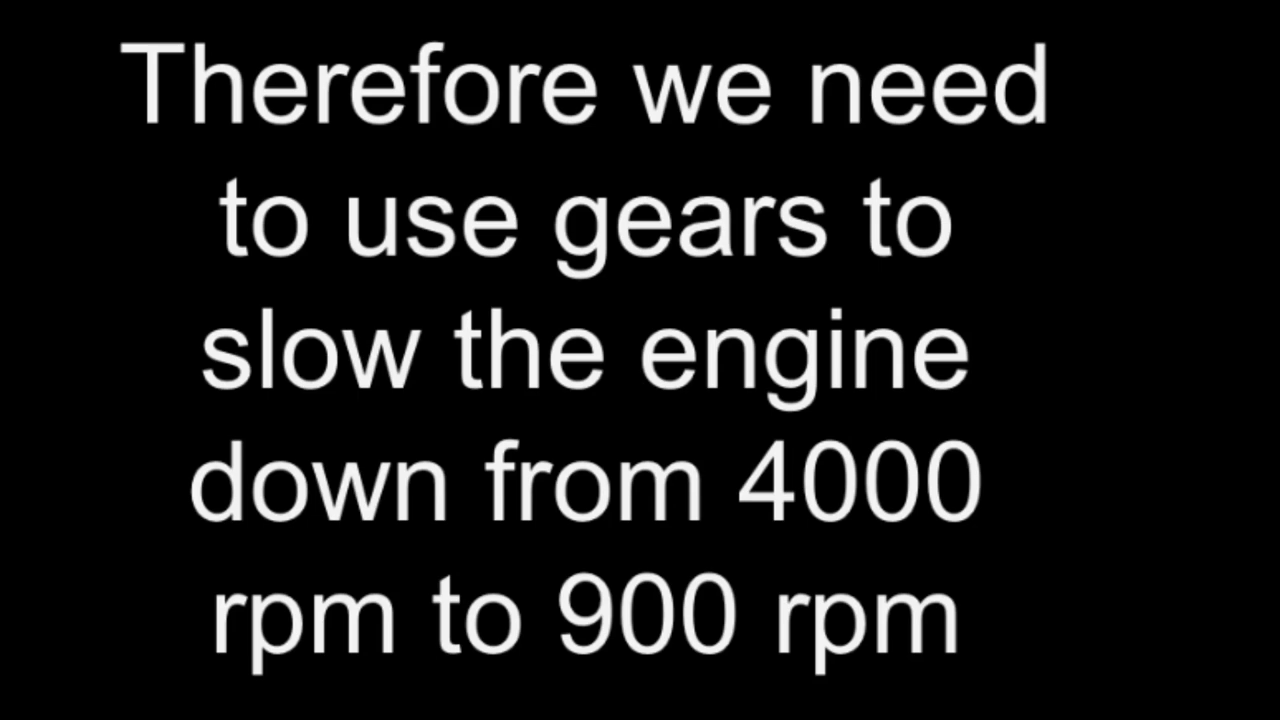 Therefore we need
to use gears to
slow the engine
down from 4000
rpm to 900 rpm